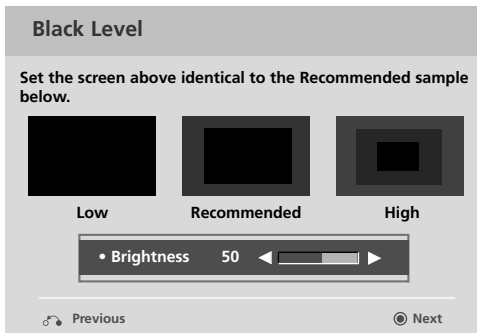 Black Level
Set the screen above identical to the Recommended sample
below.
Low Recommended High
• Brightness 50
Previous Next